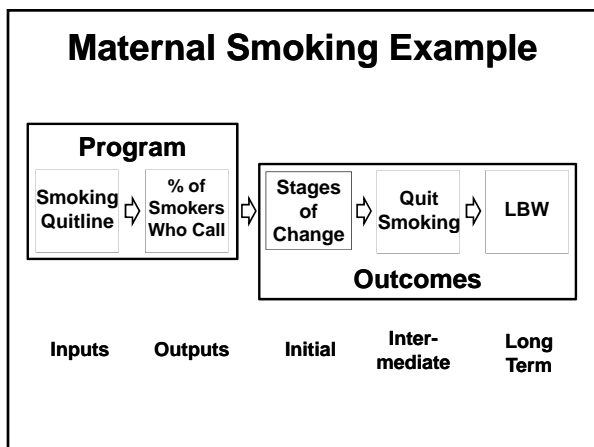 Maternal Smoking Example
Program
Smoking
Quitline
% of
Smokers
Who Call
Stages
of
Change
Quit
Smoking
LBW
Outcomes
Inputs
Outputs
Initial
Inter-
mediate
Long
Term